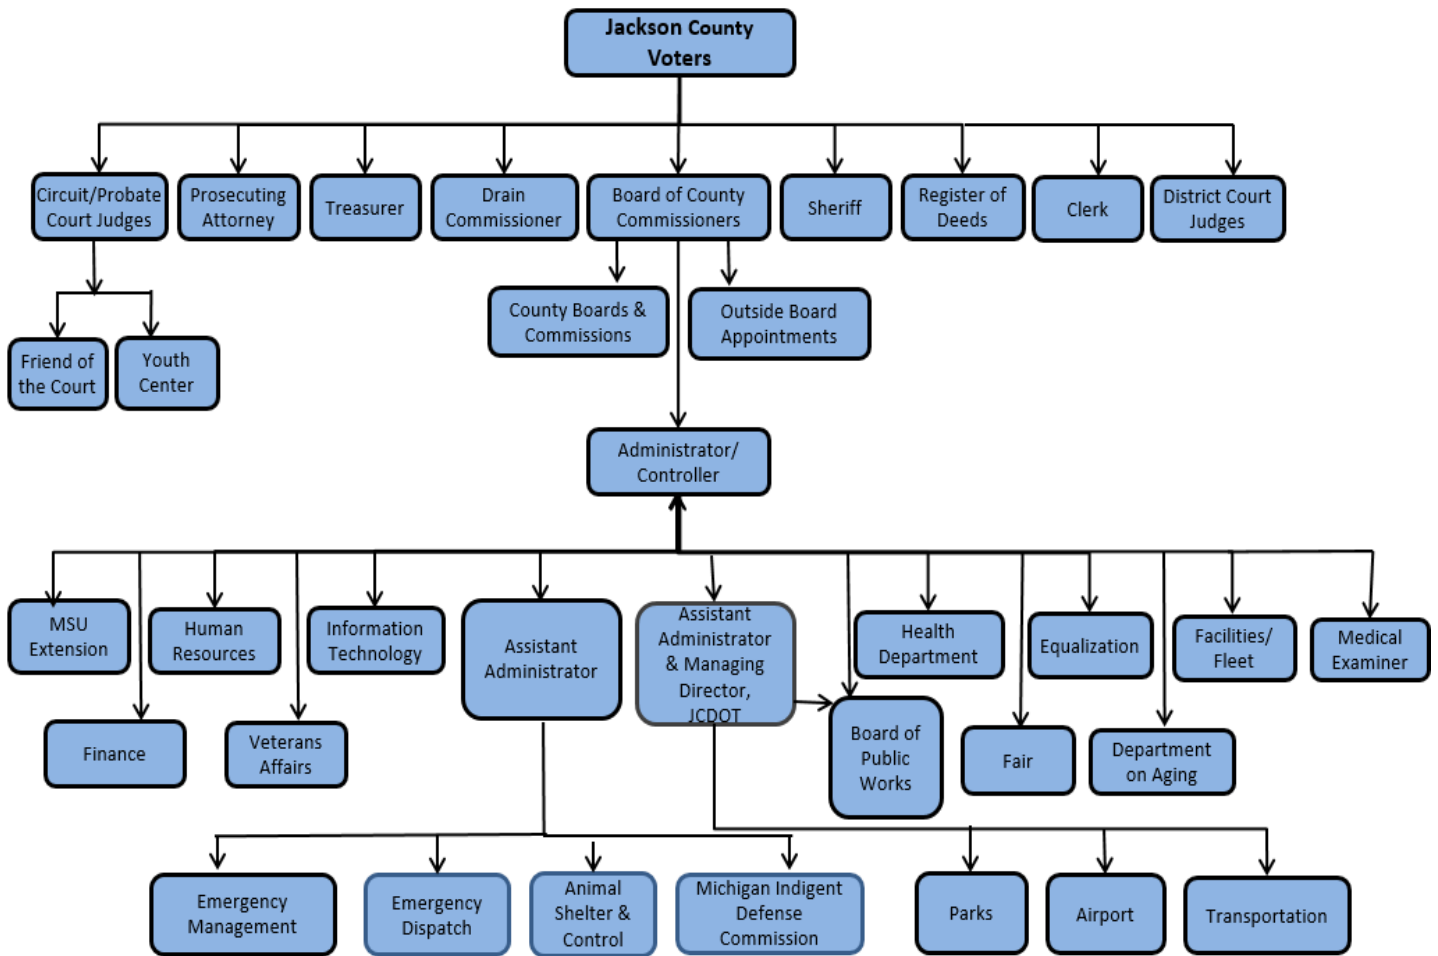 Jackson County
Voters
Circuit/Probate
Court Judges
Prosecuting
Attorney
Treasurer
Drain
Commissioner
Board of County
Commissioners
Sheriff
Register of
Deeds
Clerk
District Court
Judges
County Boards &
Commissions
Outside Board
Appointments
Friend of
the Court
Youth
Center
Administrator/
Controller
MSU
Extension
Human
Resources
Information
Technology
Assistant
Administrator
Assistant
Administrator
& Managing
Director,
JCDOT
Health
Department
Equalization
Facilities/
Fleet
Medical
Examiner
Finance
Veterans
Affairs
Board of
Public
Works
Fair
Department
on Aging
Emergency
Management
Emergency
Dispatch
Animal
Shelter &
Control
Michigan Indigent
Defense
Commission
Parks
Airport
Transportation